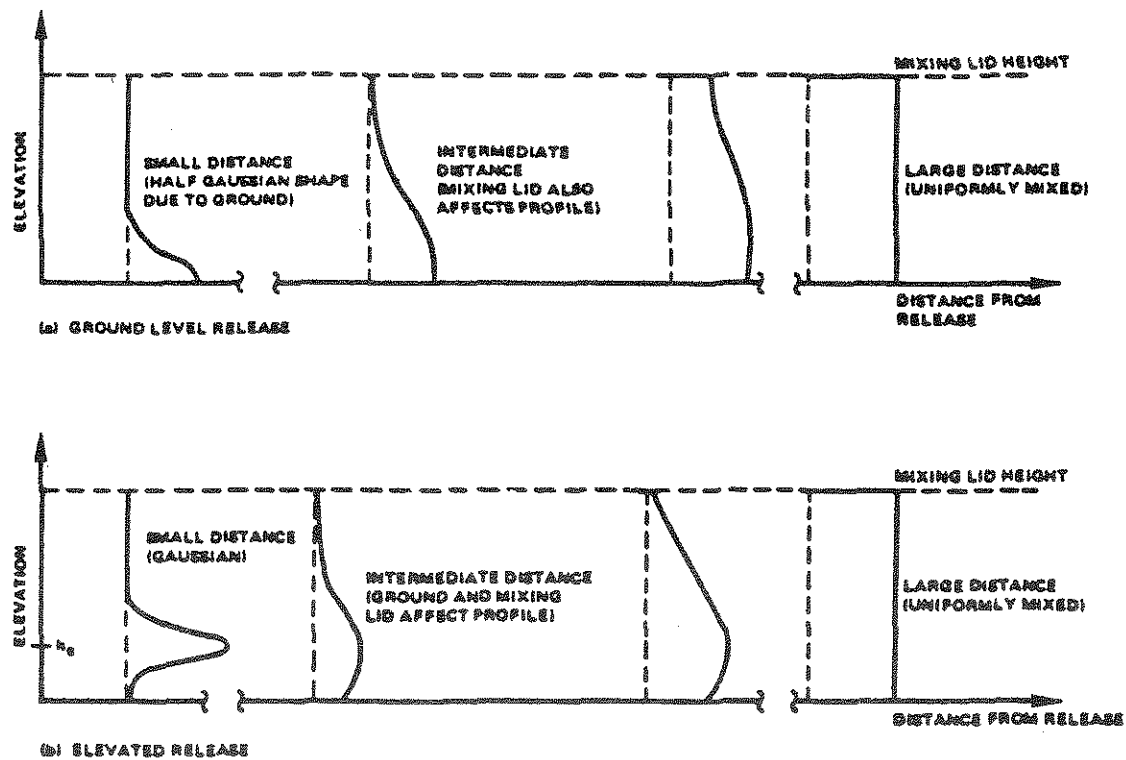 MIXING LID HEIGHT
ELEVATION
SMALL DISTANCE
(HALF GAUSSIAN SHAPE
DUE TO GROUND)
INTERMEDIATE
DISTANCE
(MIXING LID ALSO
AFFECTS PROFILE)
LARGE DISTANCE
(UNIFORMLY MIXED)
DISTANCE FROM
RELEASE
(a) GROUND LEVEL RELEASE
MIXING LID HEIGHT
ELEVATION
SMALL DISTANCE
(GAUSSIAN)
INTERMEDIATE DISTANCE
(GROUND AND MIXING
LID AFFECT PROFILE)
LARGE DISTANCE
(UNIFORMLY MIXED)
hₑ
DISTANCE FROM RELEASE
(b) ELEVATED RELEASE